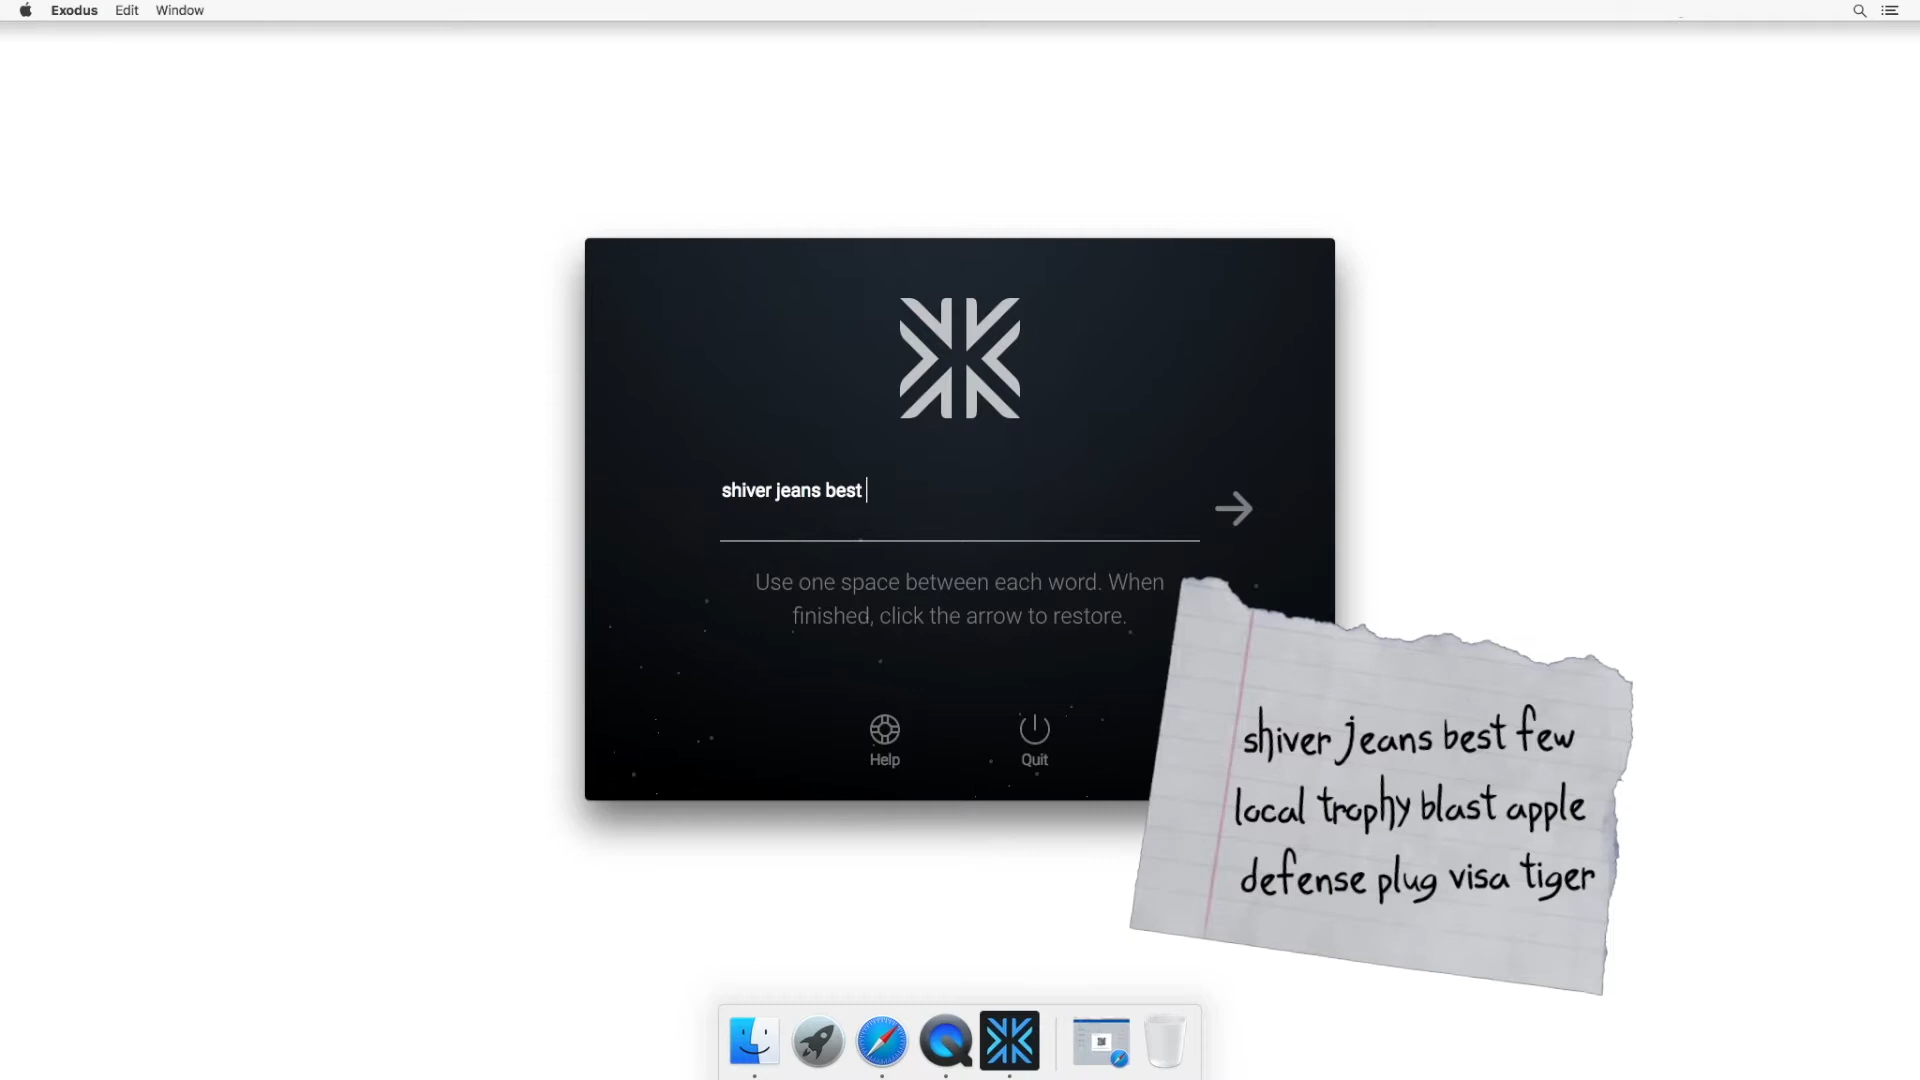 Exodus Edit Window
shiver jeans best
Use one space between each word. When
finished, click the arrow to restore.
Help Quit
shiver jeans best few
local trophy blast apple
defense plug visa tiger